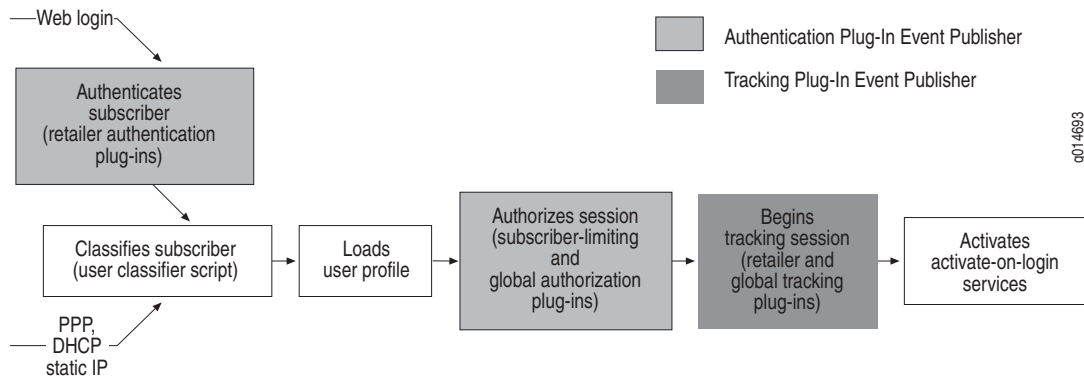 Web login
Authentication Plug-In Event Publisher
Tracking Plug-In Event Publisher
Authenticates
subscriber
(retailer authentication
plug-ins)
Classifies subscriber
(user classifier script)
Loads
user profile
Authorizes session
(subscriber-limiting
and
global authorization
plug-ins)
Begins
tracking session
(retailer and
global tracking
plug-ins)
Activates
activate-on-login
services
PPP,
DHCP
static IP
g014693